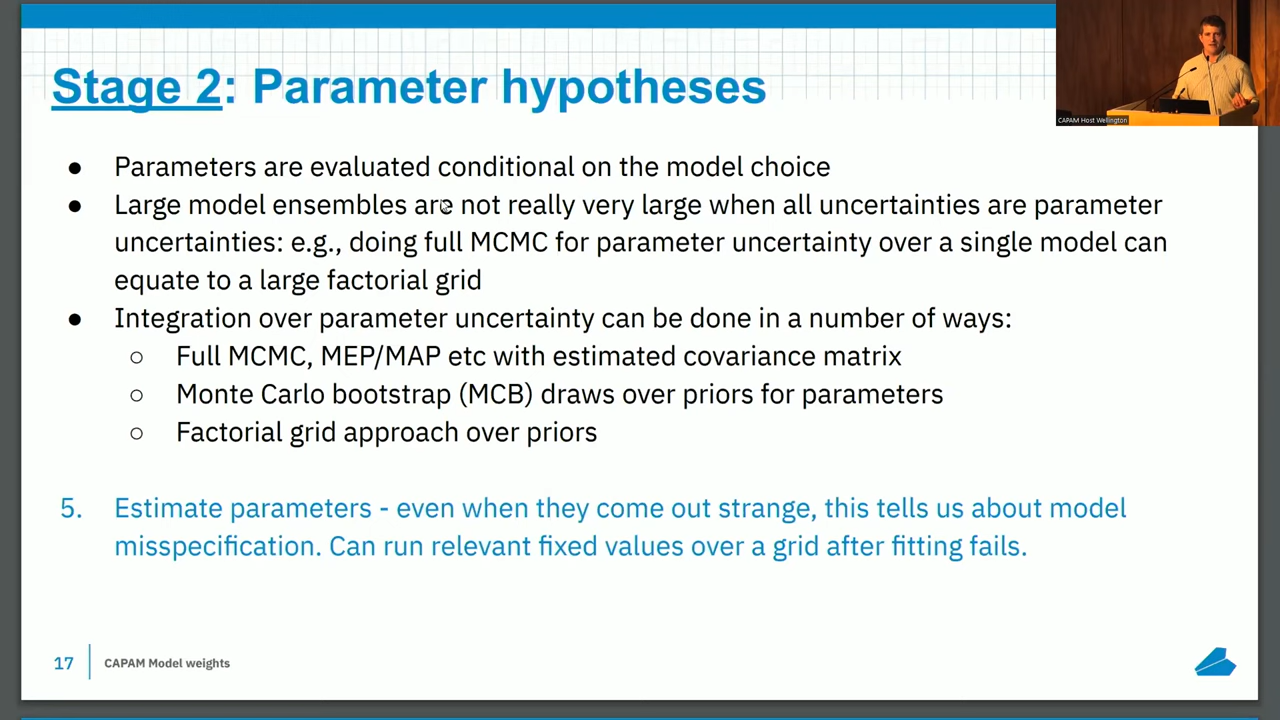 Stage 2: Parameter hypotheses
CAPAM Host Wellington
● Parameters are evaluated conditional on the model choice
● Large model ensembles are not really very large when all uncertainties are parameter
uncertainties: e.g., doing full MCMC for parameter uncertainty over a single model can
equate to a large factorial grid
● Integration over parameter uncertainty can be done in a number of ways:
○ Full MCMC, MEP/MAP etc with estimated covariance matrix
○ Monte Carlo bootstrap (MCB) draws over priors for parameters
○ Factorial grid approach over priors
5. Estimate parameters - even when they come out strange, this tells us about model
misspecification. Can run relevant fixed values over a grid after fitting fails.
17 CAPAM Model weights